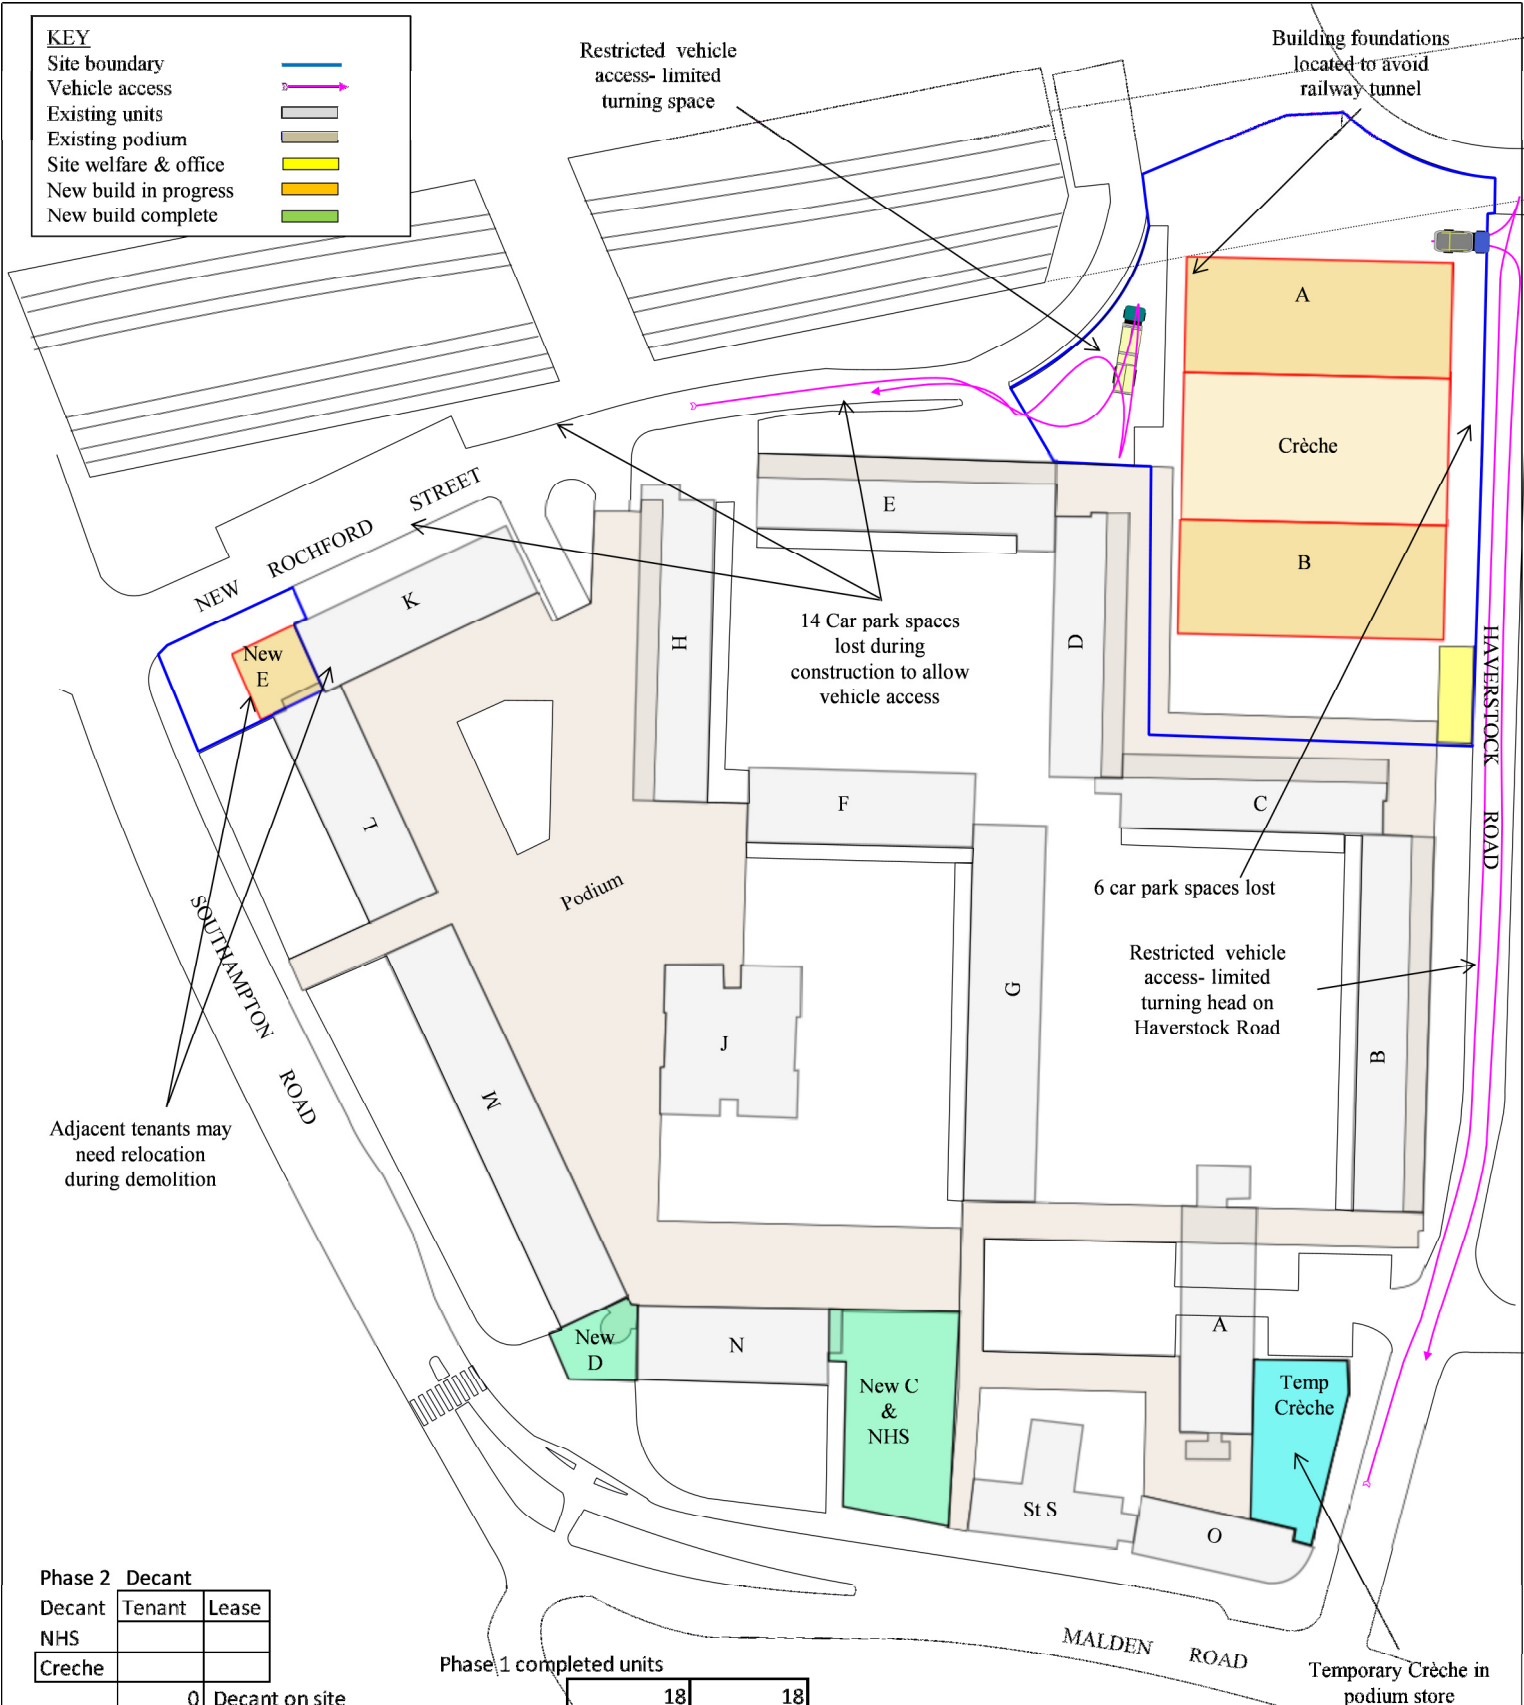 KEY
Site boundary
Vehicle access
Existing units
Existing podium
Site welfare & office
New build in progress
New build complete
Restricted vehicle
access- limited
turning space
Building foundations
located to avoid
railway tunnel
A
Crèche
B
NEW ROCHFORD STREET
K
New
E
L
H
E
D
14 Car park spaces
lost during
construction to allow
vehicle access
HAVERSTOCK ROAD
F
C
Podium
6 car park spaces lost
Restricted vehicle
access- limited
turning head on
Haverstock Road
G
J
B
M
SOUTHAMPTON ROAD
Adjacent tenants may
need relocation
during demolition
New
D
N
New C
&
NHS
A
Temp
Crèche
St S
O
MALDEN ROAD
Temporary Crèche in
podium store
Phase 2 Decant
Decant Tenant Lease
NHS
Creche
0 Decant on site
Phase 1 completed units
18 18